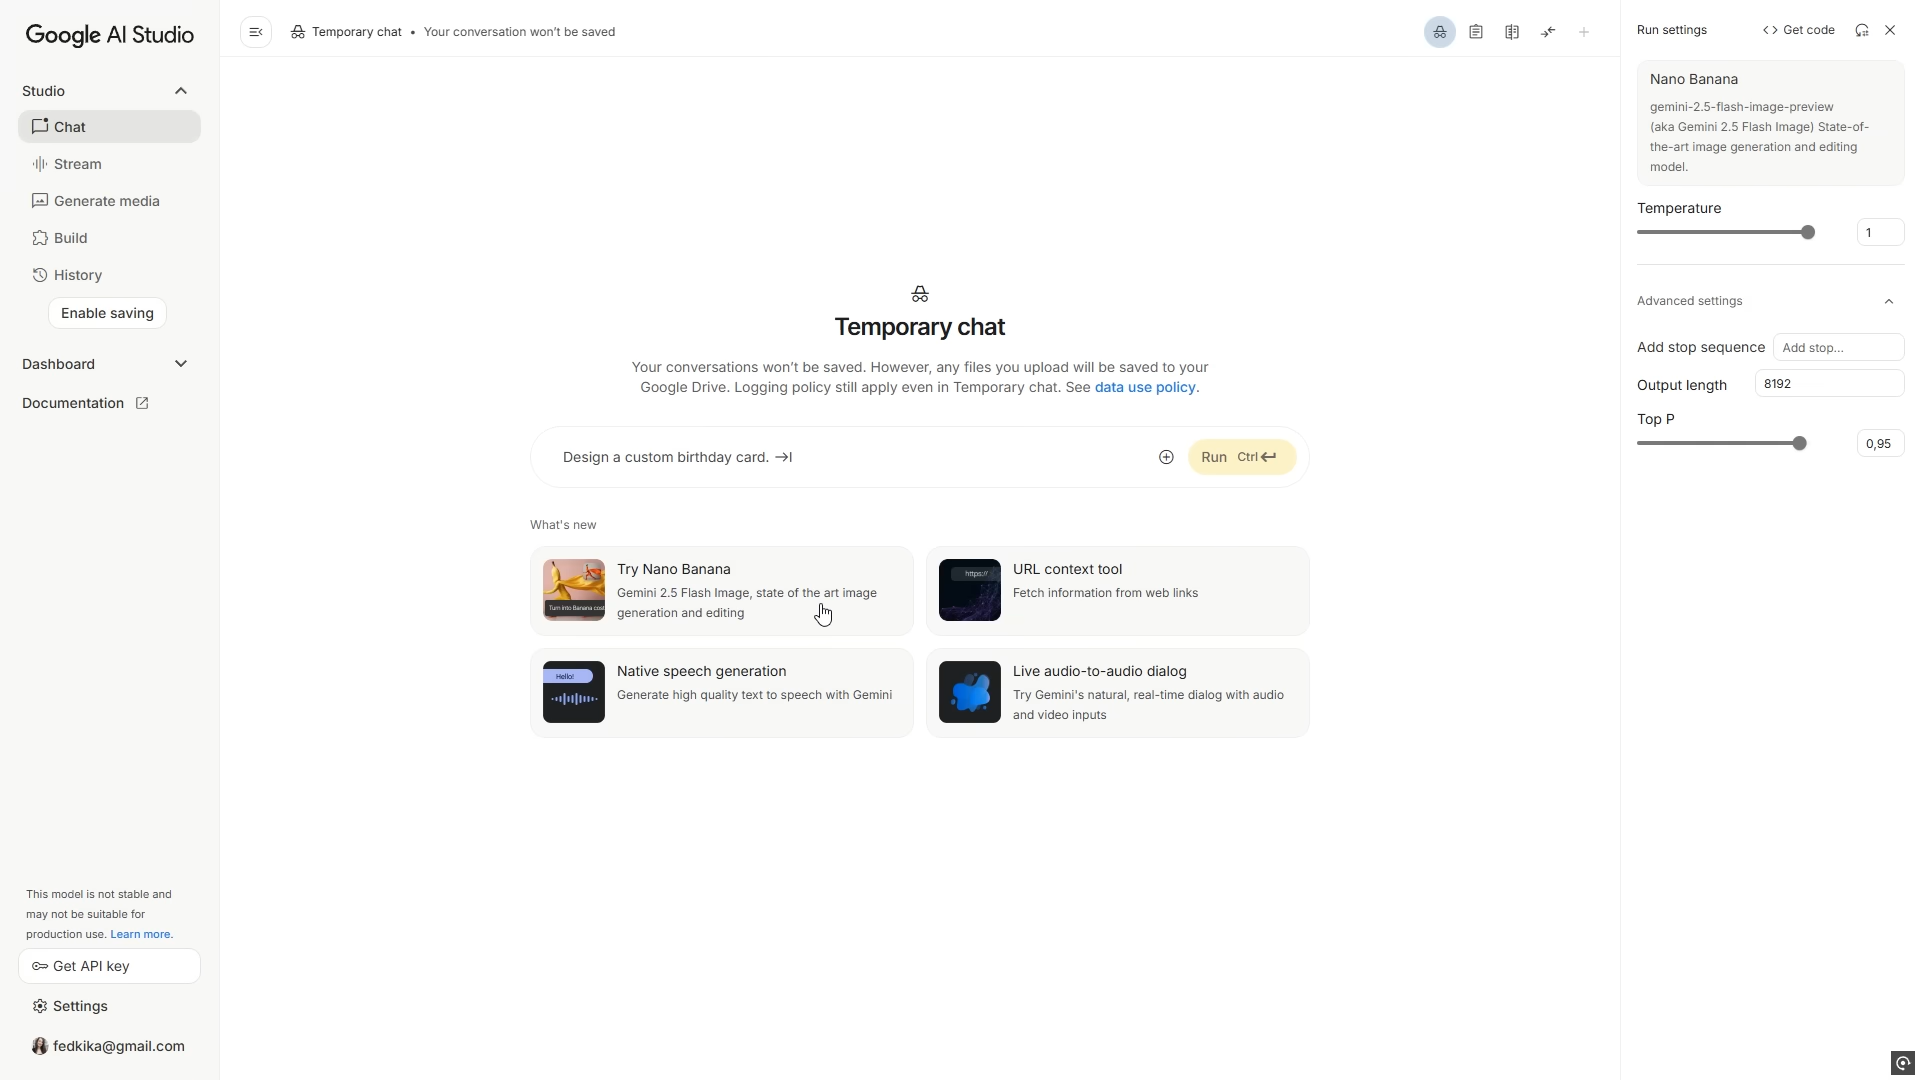 Google AI Studio
Studio
Chat
Stream
Generate media
Build
History
Enable saving
Dashboard
Documentation
This model is not stable and
may not be suitable for
production use. Learn more.
Get API key
Settings
fedkika@gmail.com
Temporary chat • Your conversation won’t be saved
Temporary chat
Your conversations won’t be saved. However, any files you upload will be saved to your
Google Drive. Logging policy still apply even in Temporary chat. See data use policy.
Design a custom birthday card.
Run Ctrl
What's new
Try Nano Banana
Gemini 2.5 Flash Image, state of the art image
generation and editing
Turn into Banana cost
URL context tool
Fetch information from web links
https://
Native speech generation
Generate high quality text to speech with Gemini
Hello!
Live audio-to-audio dialog
Try Gemini's natural, real-time dialog with audio
and video inputs
Run settings
Get code
Nano Banana
gemini-2.5-flash-image-preview
(aka Gemini 2.5 Flash Image) State-of-
the-art image generation and editing
model.
Temperature
1
Advanced settings
Add stop sequence Add stop...
Output length 8192
Top P
0,95